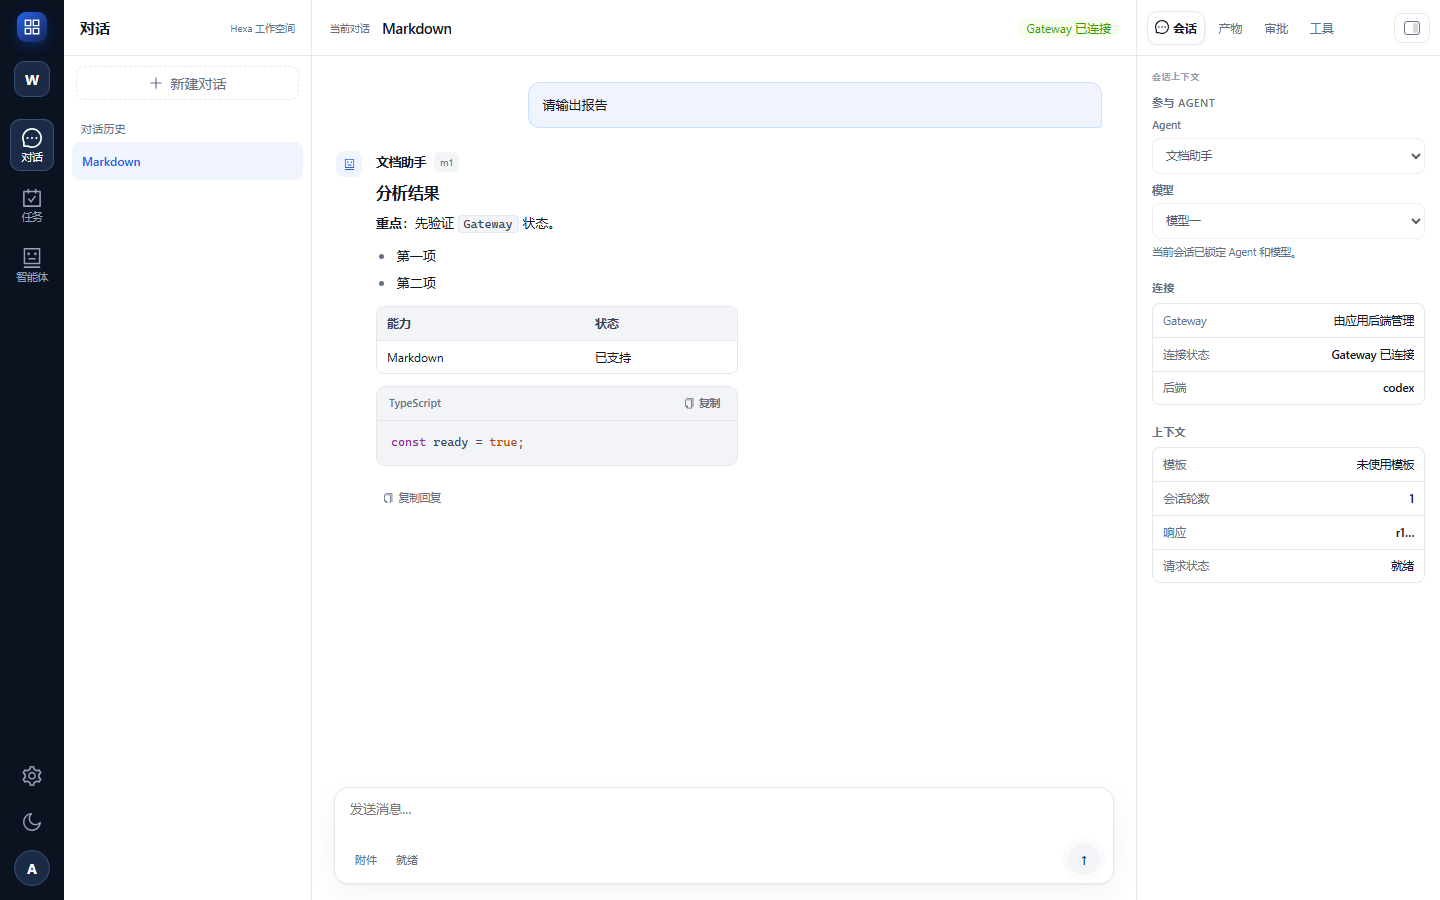 W
对话
任务
智能体
A
对话
Hexa 工作空间
新建对话
对话历史
Markdown
当前对话
Markdown
Gateway 已连接
请输出报告
文档助手
m1
分析结果
重点：先验证 Gateway 状态。
第一项
第二项
能力
状态
Markdown
已支持
TypeScript
复制
const ready = true;
复制回复
发送消息...
附件
就绪
↑
会话
产物
审批
工具
会话上下文
参与 AGENT
Agent
文档助手
模型
模型一
当前会话已锁定 Agent 和模型。
连接
Gateway
由应用后端管理
连接状态
Gateway 已连接
后端
codex
上下文
模板
未使用模板
会话轮数
1
响应
r1...
请求状态
就绪